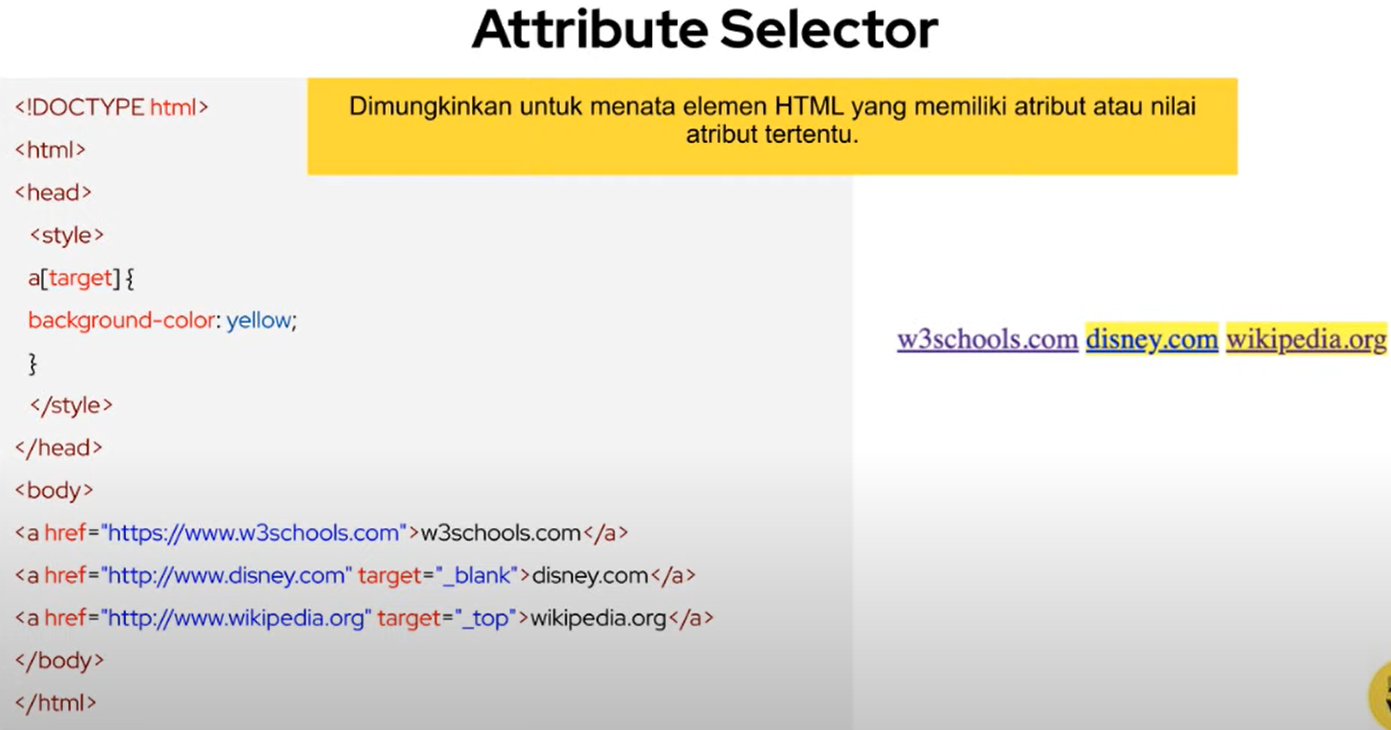 Attribute Selector
Dimungkinkan untuk menata elemen HTML yang memiliki atribut atau nilai
atribut tertentu.
<!DOCTYPE html>
<html>
<head>
<style>
a[target] {
background-color: yellow;
}
</style>
</head>
<body>
<a href="https://www.w3schools.com">w3schools.com</a>
<a href="http://www.disney.com" target="_blank">disney.com</a>
<a href="http://www.wikipedia.org" target="_top">wikipedia.org</a>
</body>
</html>
w3schools.com disney.com wikipedia.org